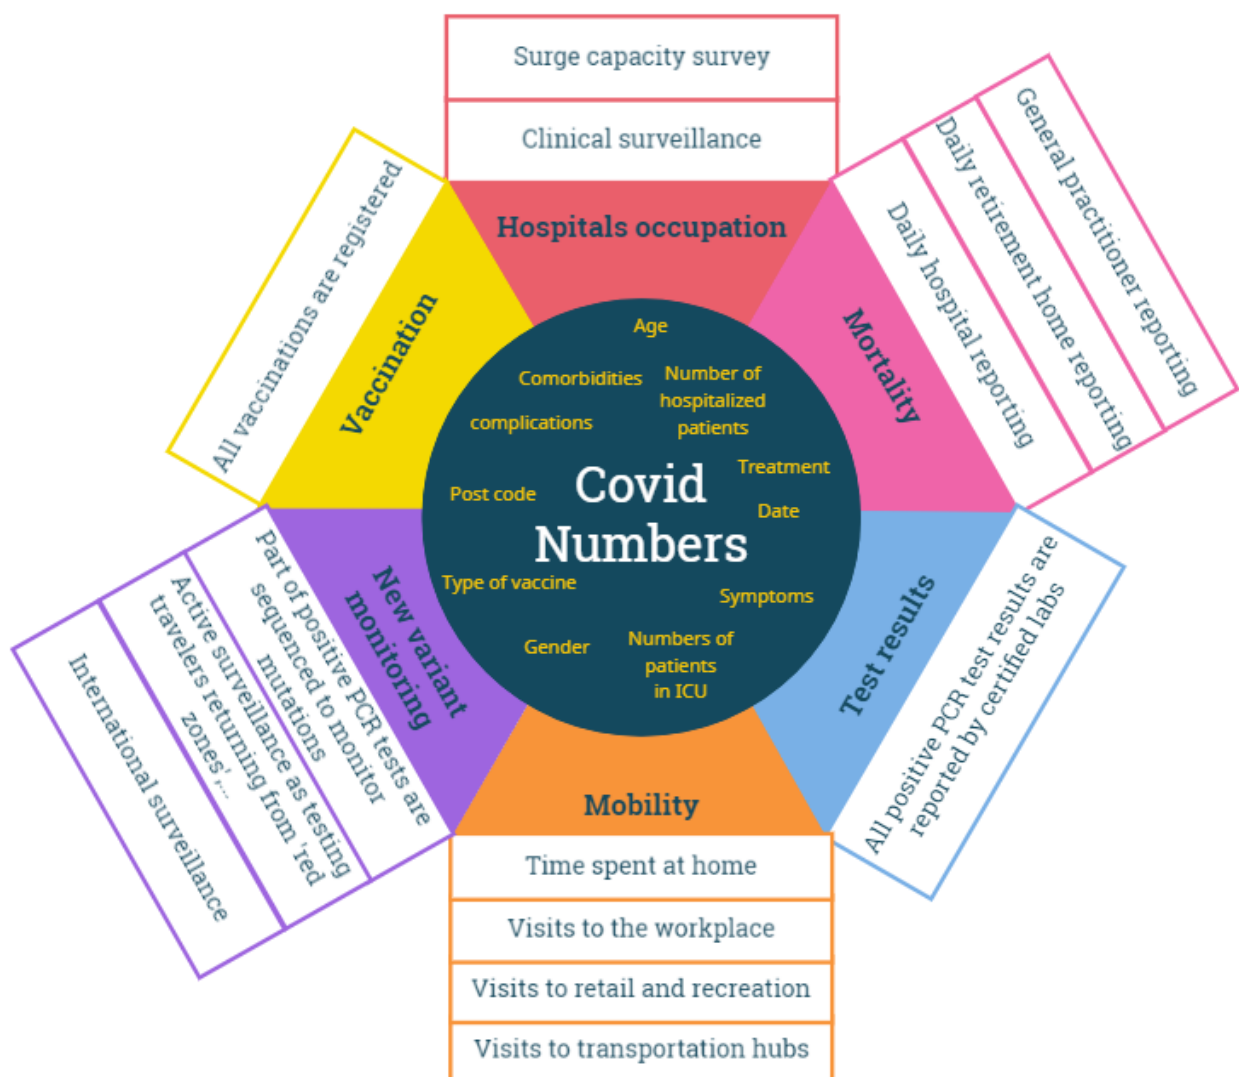 Surge capacity survey
Clinical surveillance
Hospitals occupation
General practitioner reporting
Daily retirement home reporting
Daily hospital reporting
Mortality
All vaccinations are registered
Vaccination
Age
Comorbidities
Number of
hospitalized
patients
complications
Treatment
Post code
Date
Covid
Numbers
Type of vaccine
Symptoms
Gender
Numbers of
patients
in ICU
New variant
monitoring
Part of positive PCR tests are
sequenced to monitor
mutations
Active surveillance as testing
travelers returning from 'red
zones',...
International surveillance
Test results
All positive PCR test results are
reported by certified labs
Mobility
Time spent at home
Visits to the workplace
Visits to retail and recreation
Visits to transportation hubs